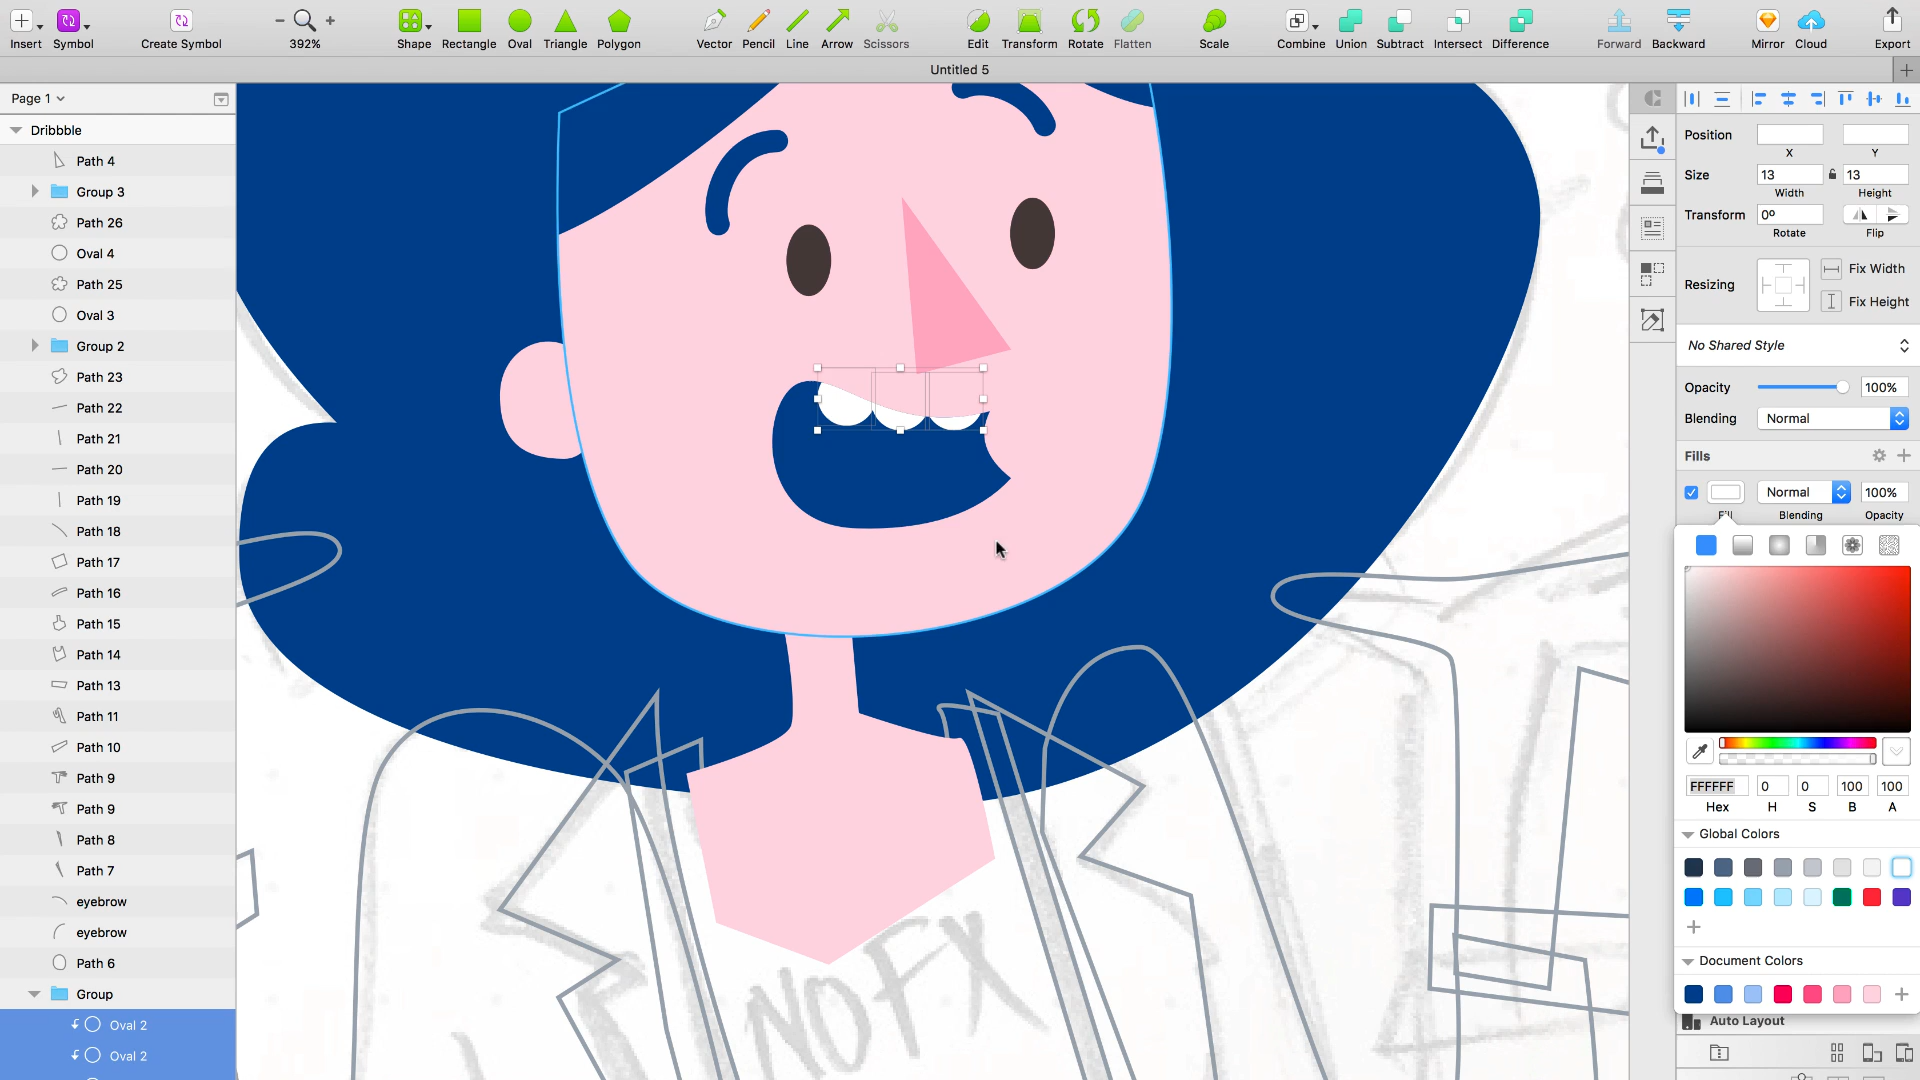 Insert
Symbol
Create Symbol
392%
Shape
Rectangle
Oval
Triangle
Polygon
Vector
Pencil
Line
Arrow
Scissors
Edit
Transform
Rotate
Flatten
Scale
Combine
Union
Subtract
Intersect
Difference
Forward
Backward
Mirror
Cloud
Export
Untitled 5
Page 1
Dribbble
Path 4
Group 3
Path 26
Oval 4
Path 25
Oval 3
Group 2
Path 23
Path 22
Path 21
Path 20
Path 19
Path 18
Path 17
Path 16
Path 15
Path 14
Path 13
Path 11
Path 10
Path 9
Path 9
Path 8
Path 7
eyebrow
eyebrow
Path 6
Group
Oval 2
Oval 2
NOFX
Position
X
Y
Size
13
13
Width
Height
Transform
0º
Rotate
Flip
Resizing
Fix Width
Fix Height
No Shared Style
Opacity
100%
Blending
Normal
Fills
Normal
100%
Fill
Blending
Opacity
FFFFFF
0
0
100
100
Hex
H
S
B
A
Global Colors
Document Colors
Auto Layout